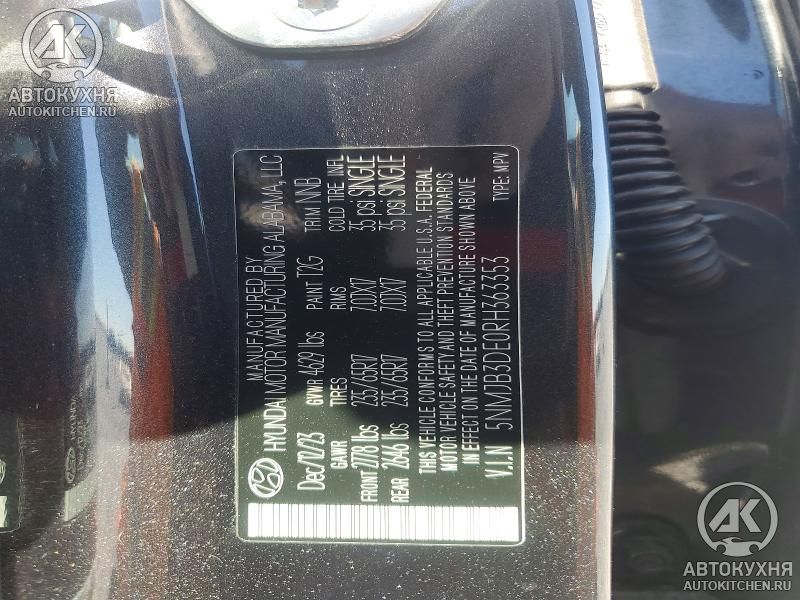 АВТОКУХНЯ
AUTOKITCHEN.RU
MANUFACTURED BY
HYUNDAI MOTOR MANUFACTURING ALABAMA, LLC
Dec/12/23 GVWR 4629 lbs PAINT T2G TRIM NNB
GAWR TIRES RIMS COLD TIRE INFL
FRONT 2778 lbs 235/65R17 7.0JX17 35 psi SINGLE
REAR 2646 lbs 235/65R17 7.0JX17 35 psi SINGLE
THIS VEHICLE CONFORMS TO ALL APPLICABLE U.S.A. FEDERAL
MOTOR VEHICLE SAFETY AND THEFT PREVENTION STANDARDS
IN EFFECT ON THE DATE OF MANUFACTURE SHOWN ABOVE
V.I.N 5NMJB3DE0RH363353 TYPE: MPV
АВТОКУХНЯ
AUTOKITCHEN.RU